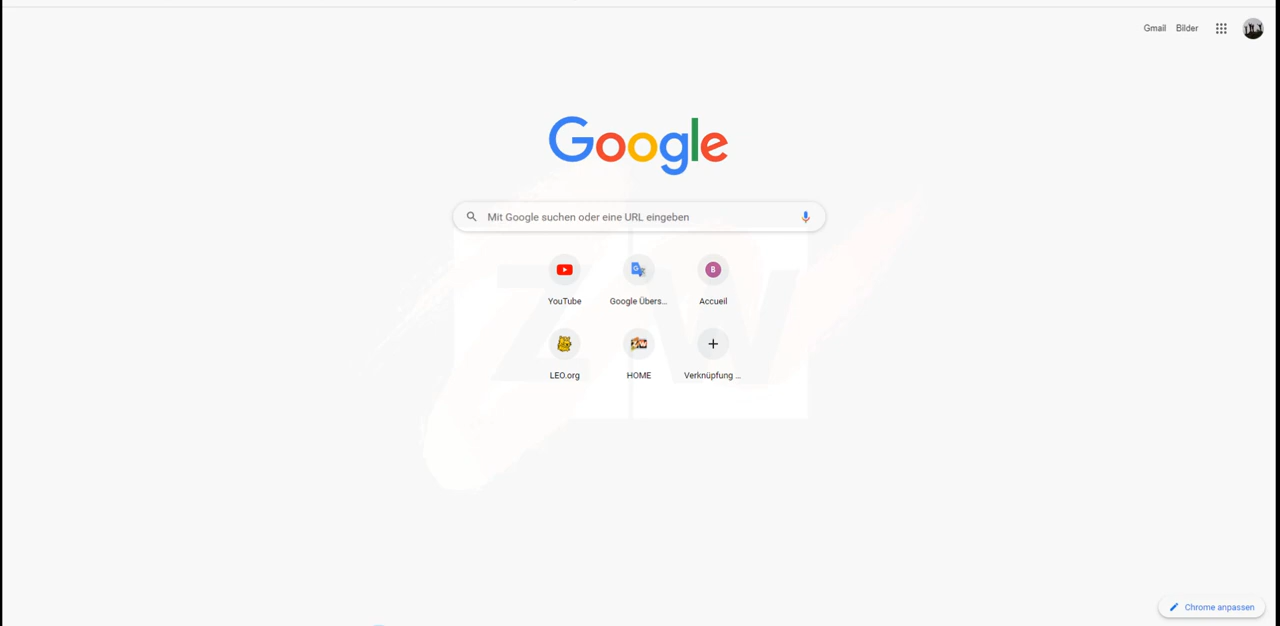 Gmail Bilder
Google
Mit Google suchen oder eine URL eingeben
B
YouTube Google Übers... Accueil
ZW
LEO.org HOME Verknüpfung ...
Chrome anpassen